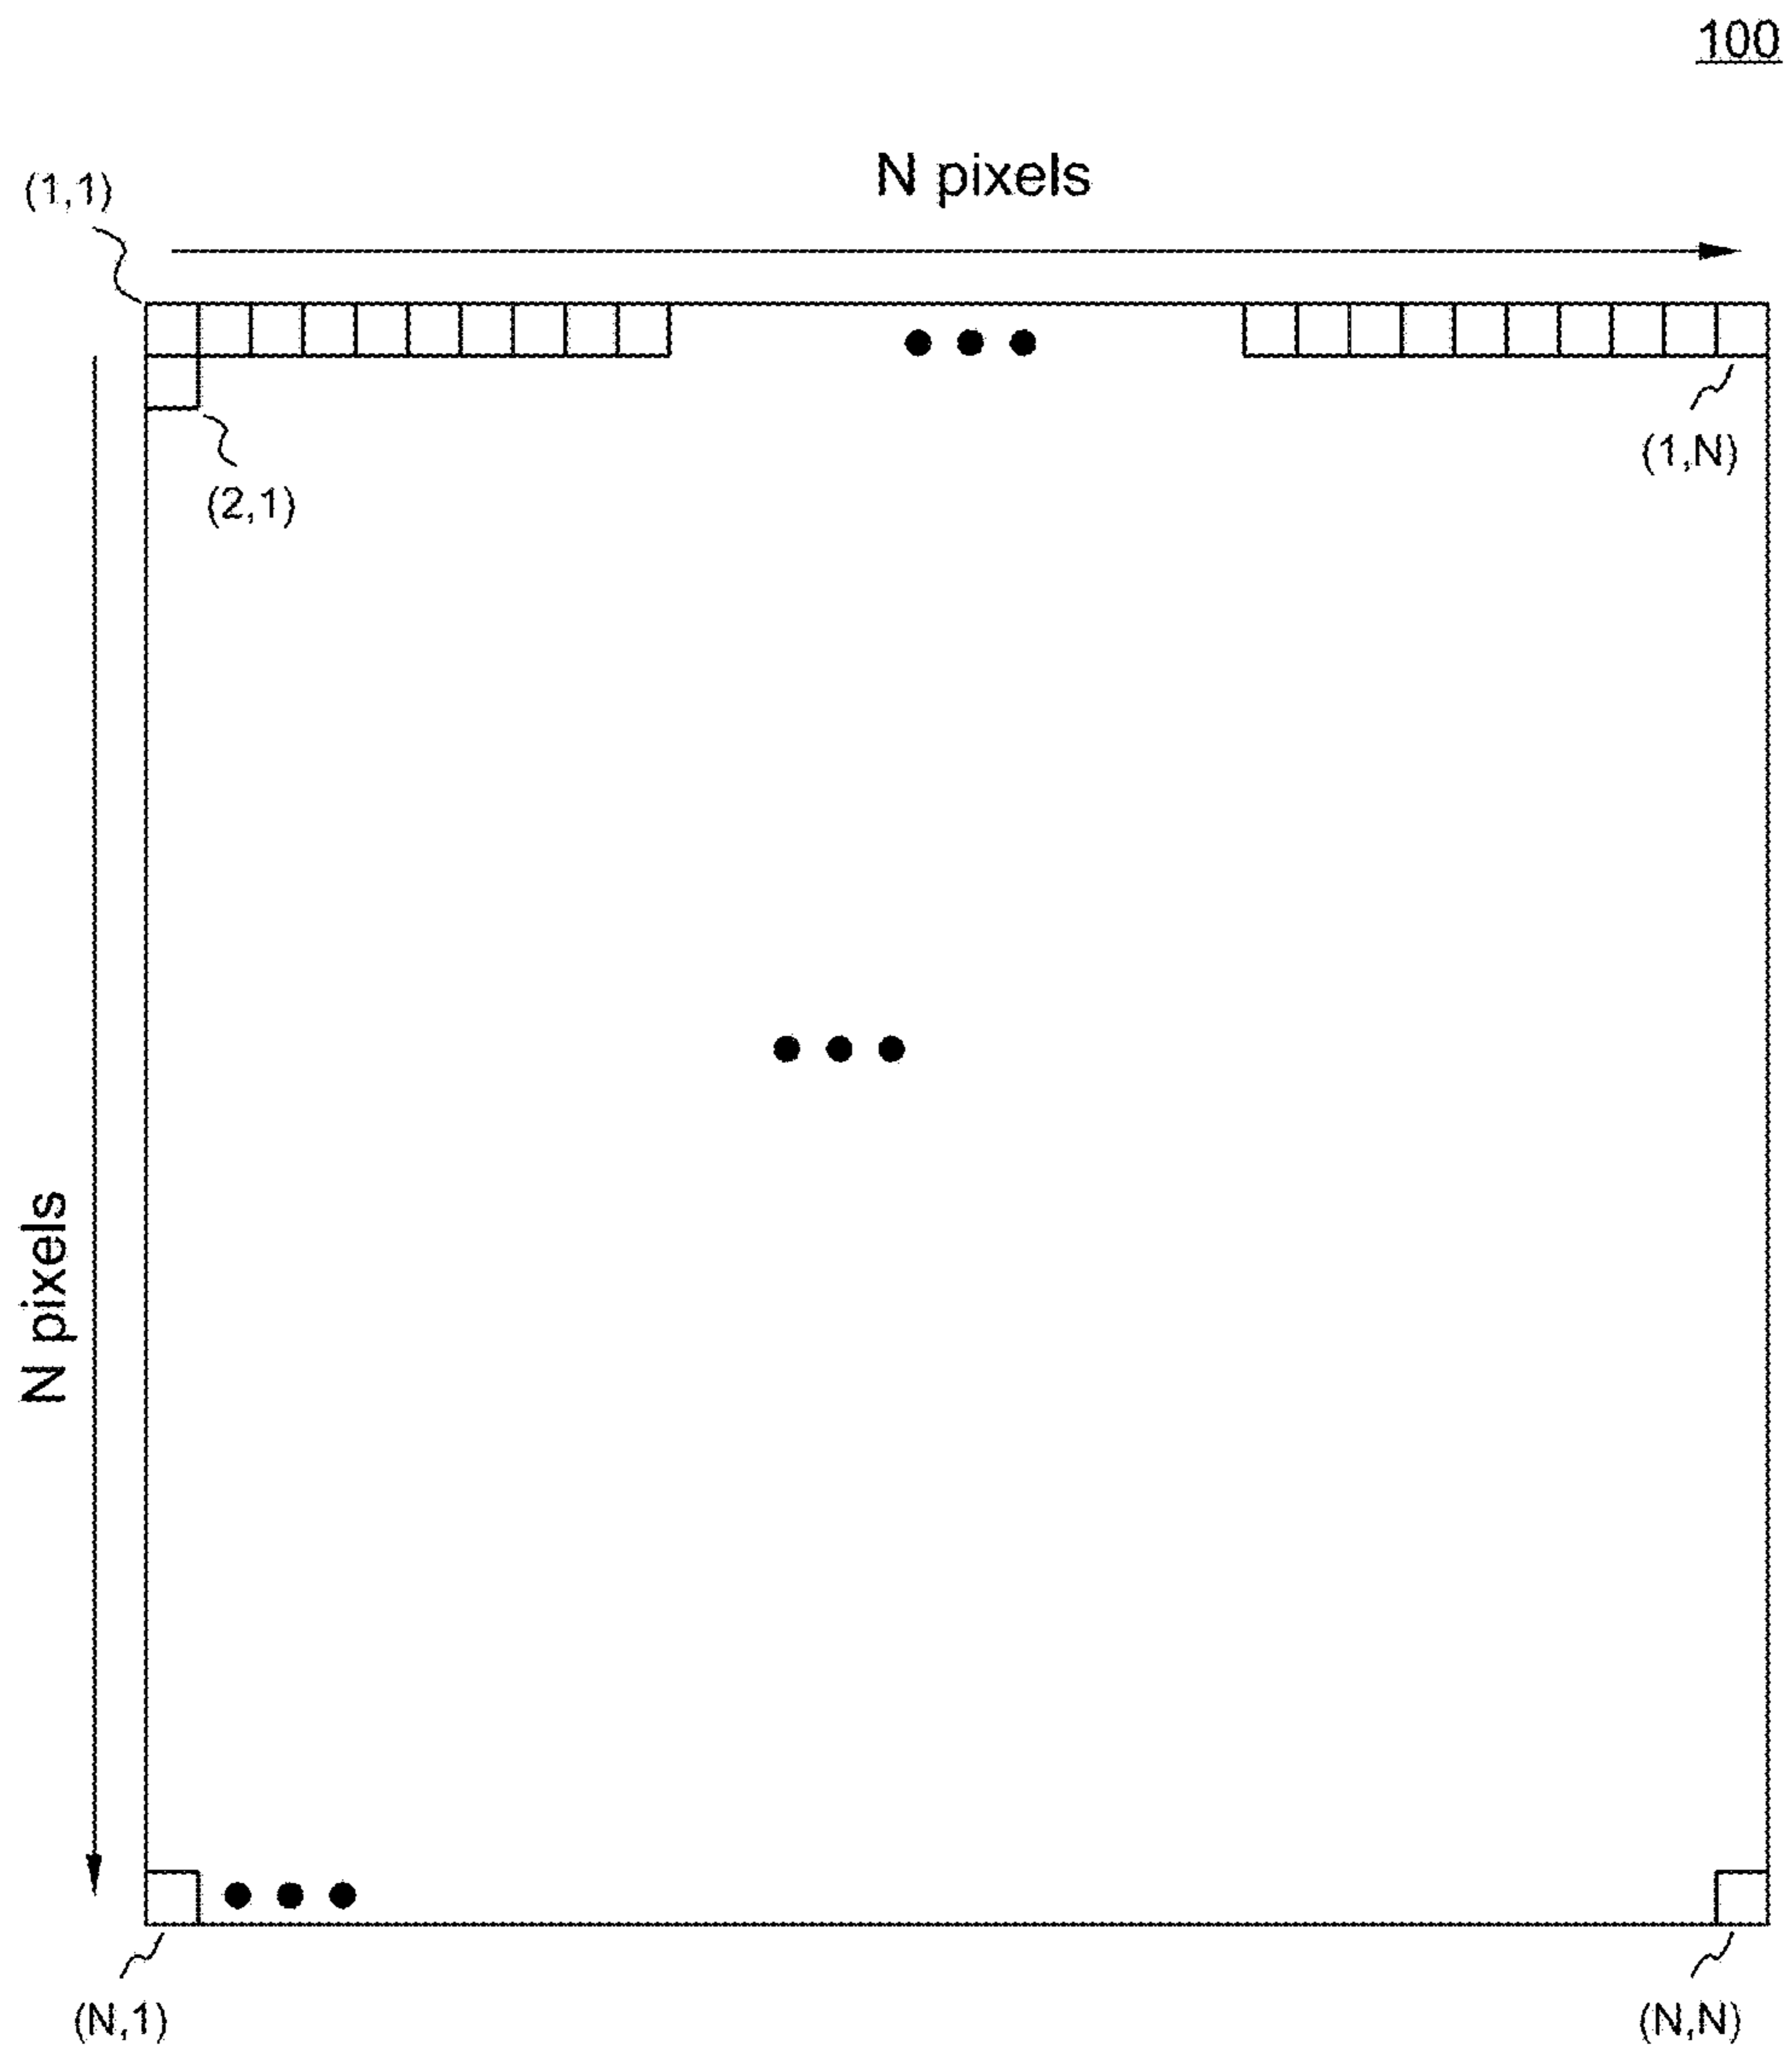 100
N pixels
(1,1)
(1,N)
(2,1)
N pixels
(N,1)
(N,N)